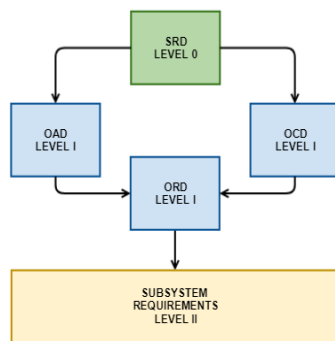 SRD
LEVEL 0
OAD
LEVEL I
OCD
LEVEL I
ORD
LEVEL I
SUBSYSTEM
REQUIREMENTS
LEVEL II